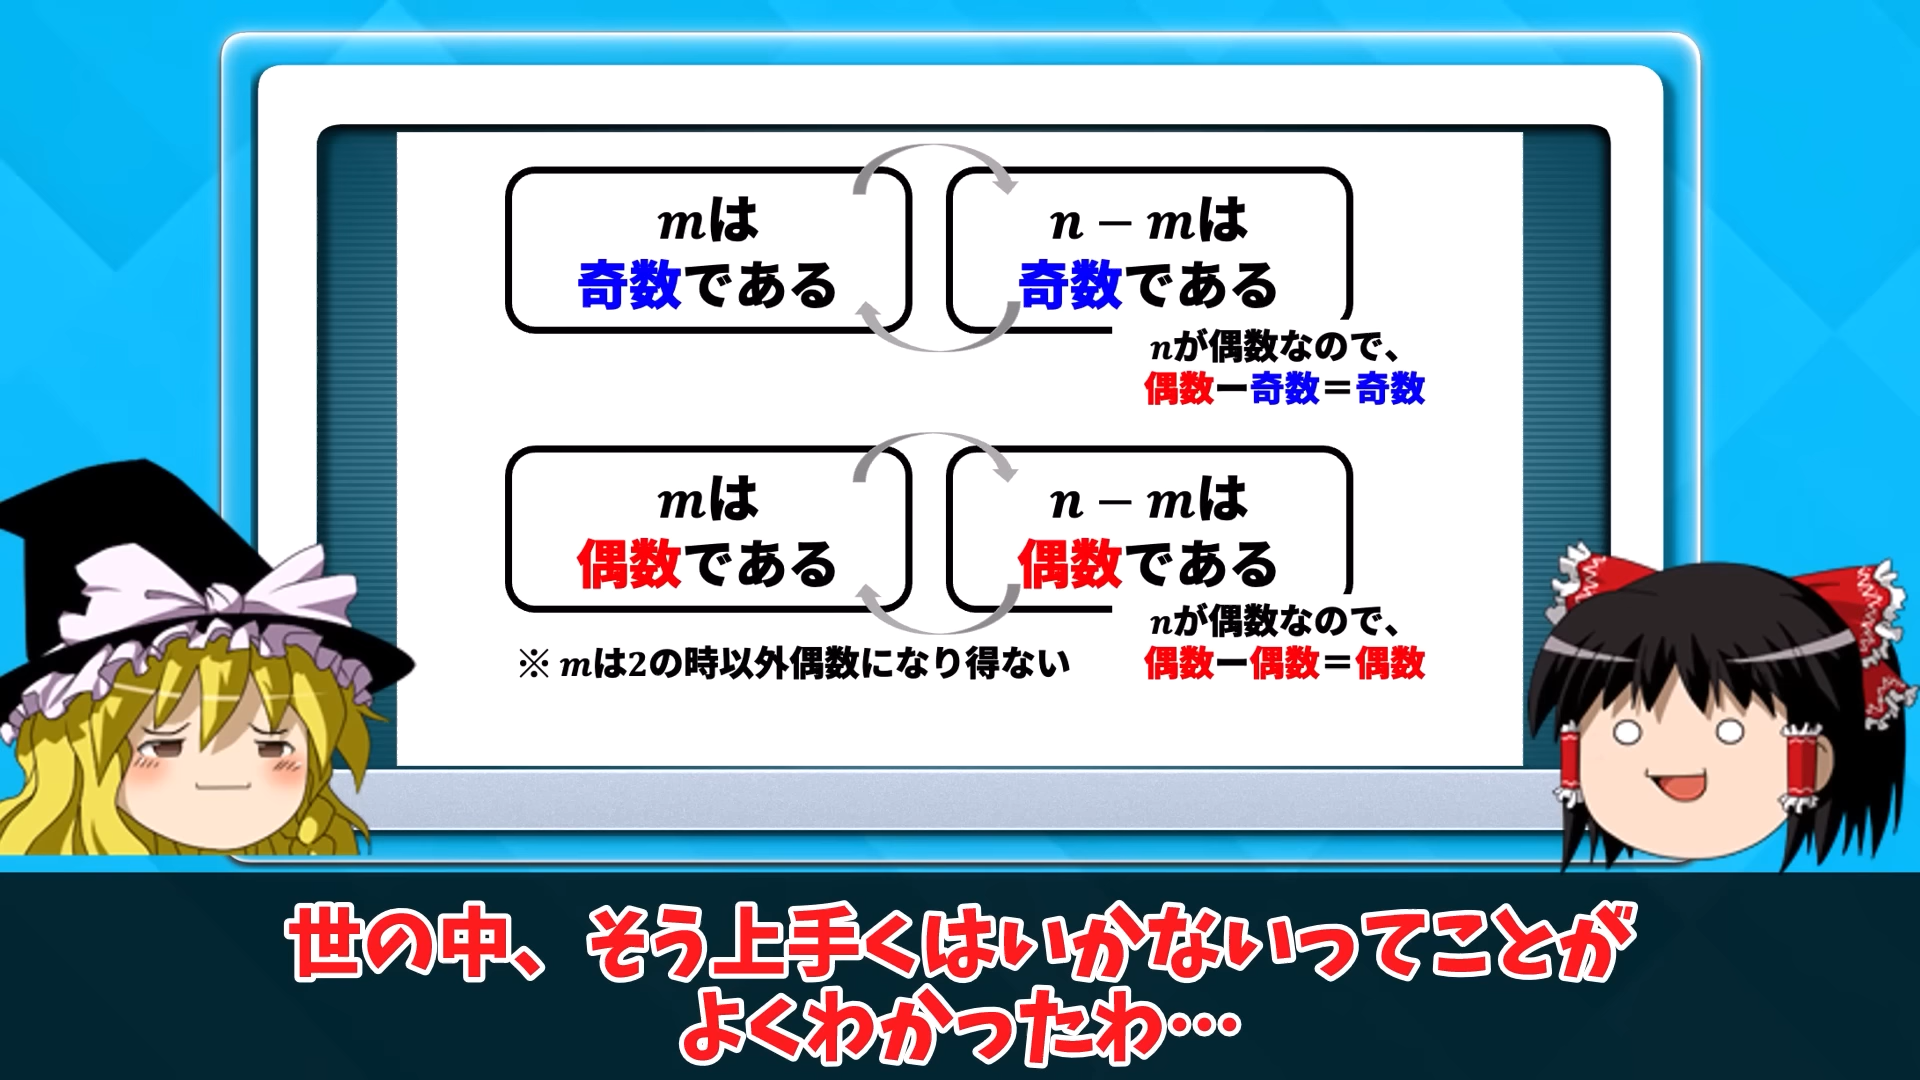 mは
奇数である
n − mは
奇数である
nが偶数なので、
偶数ー奇数＝奇数
mは
偶数である
n − mは
偶数である
nが偶数なので、
偶数ー偶数＝偶数
※ mは2の時以外偶数になり得ない
世の中、そう上手くはいかないってことが
よくわかったわ…